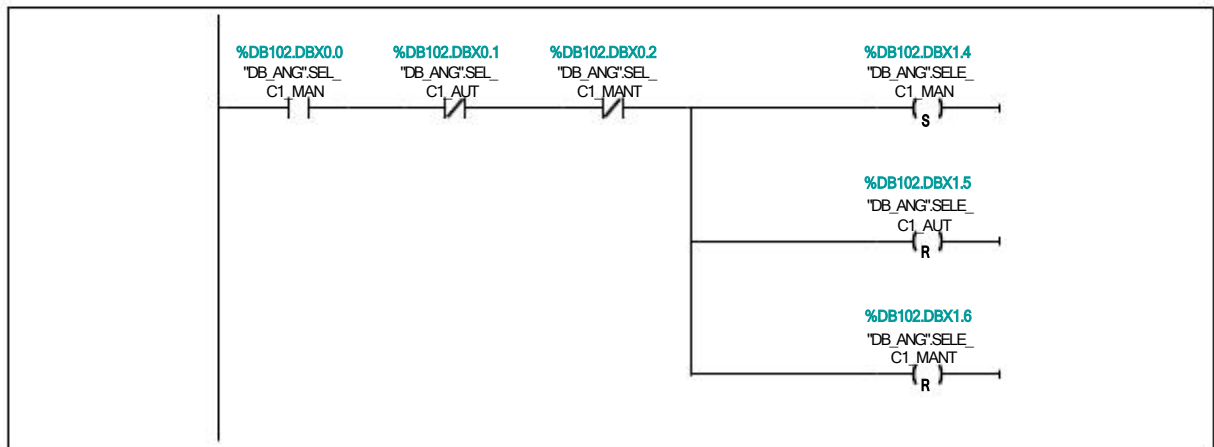 %DB102.DBX0.0
"DB_ANG".SEL_
C1_MAN
%DB102.DBX0.1
"DB_ANG".SEL_
C1_AUT
%DB102.DBX0.2
"DB_ANG".SEL_
C1_MANT
%DB102.DBX1.4
"DB_ANG".SELE_
C1_MAN
S
%DB102.DBX1.5
"DB_ANG".SELE_
C1_AUT
R
%DB102.DBX1.6
"DB_ANG".SELE_
C1_MANT
R